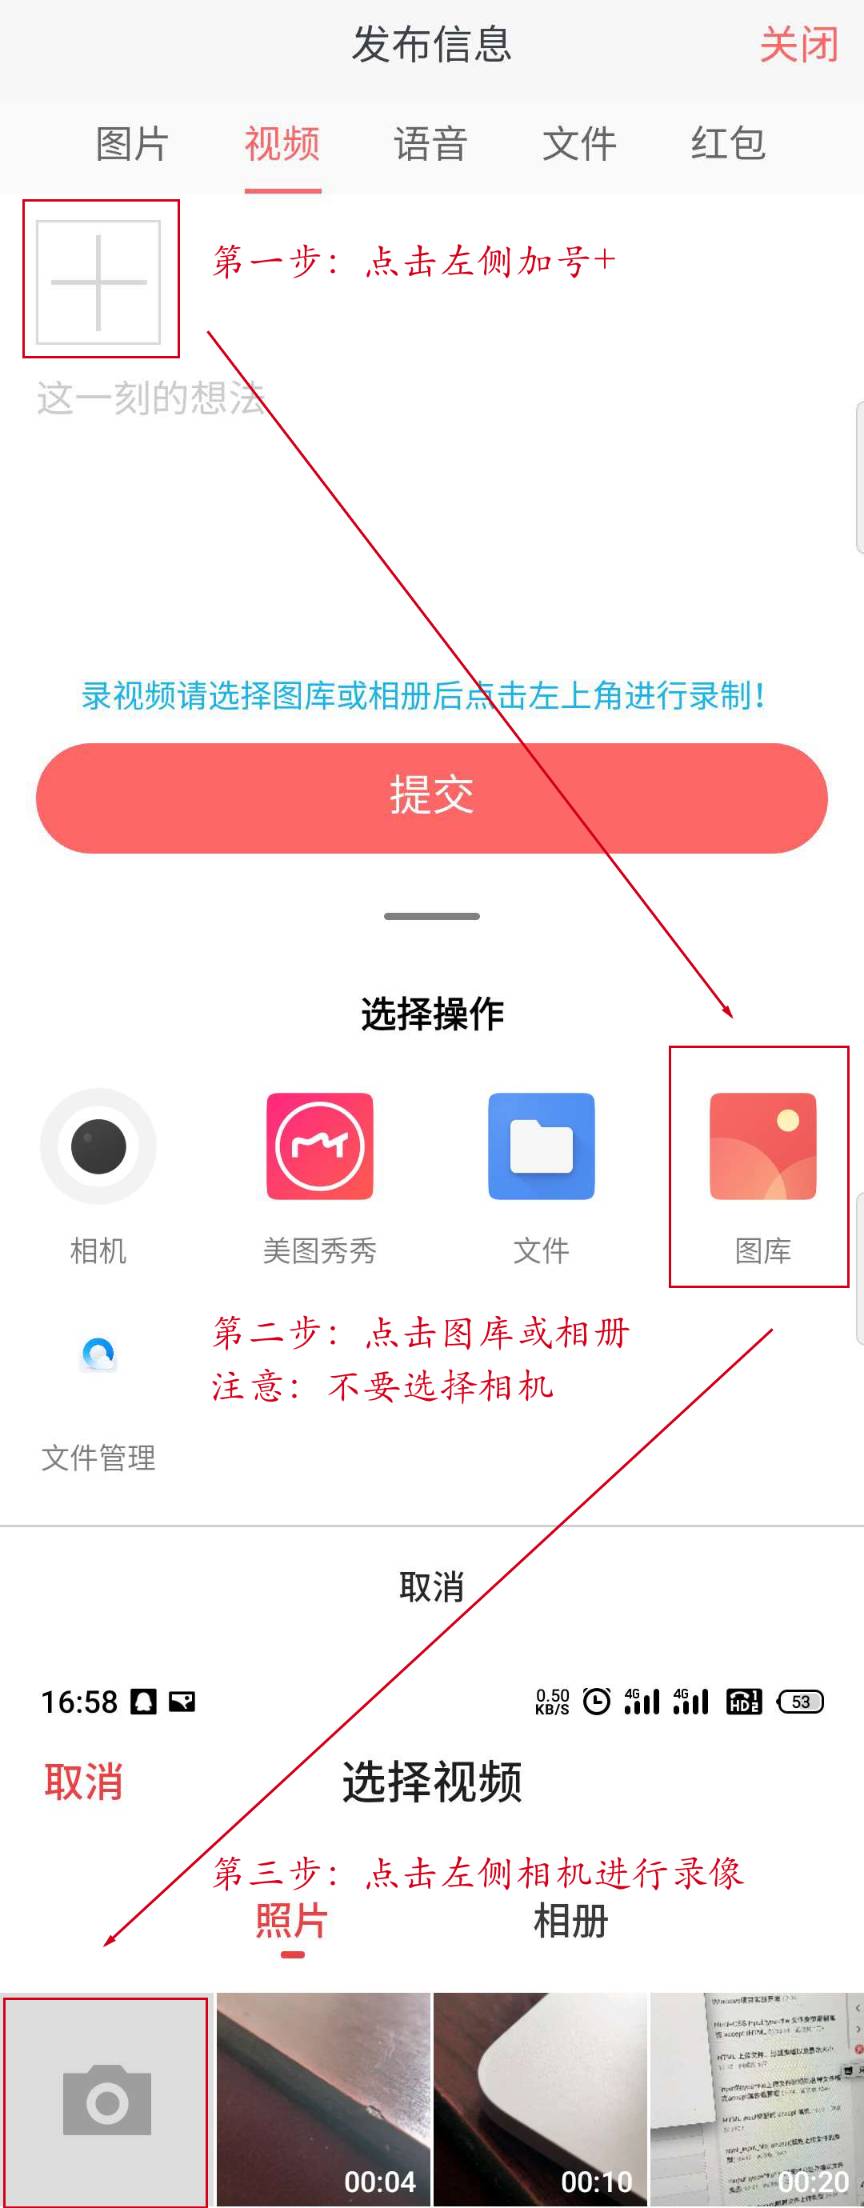 发布信息
关闭
图片 视频 语音 文件 红包
第一步：点击左侧加号+
这一刻的想法
录视频请选择图库或相册后点击左上角进行录制！
提交
选择操作
相机 美图秀秀 文件 图库
第二步：点击图库或相册
注意：不要选择相机
文件管理
取消
16:58 0.50 KB/S 4G 4G HD 1 2 53
取消 选择视频
第三步：点击左侧相机进行录像
照片 相册
00:04 00:10 00:20